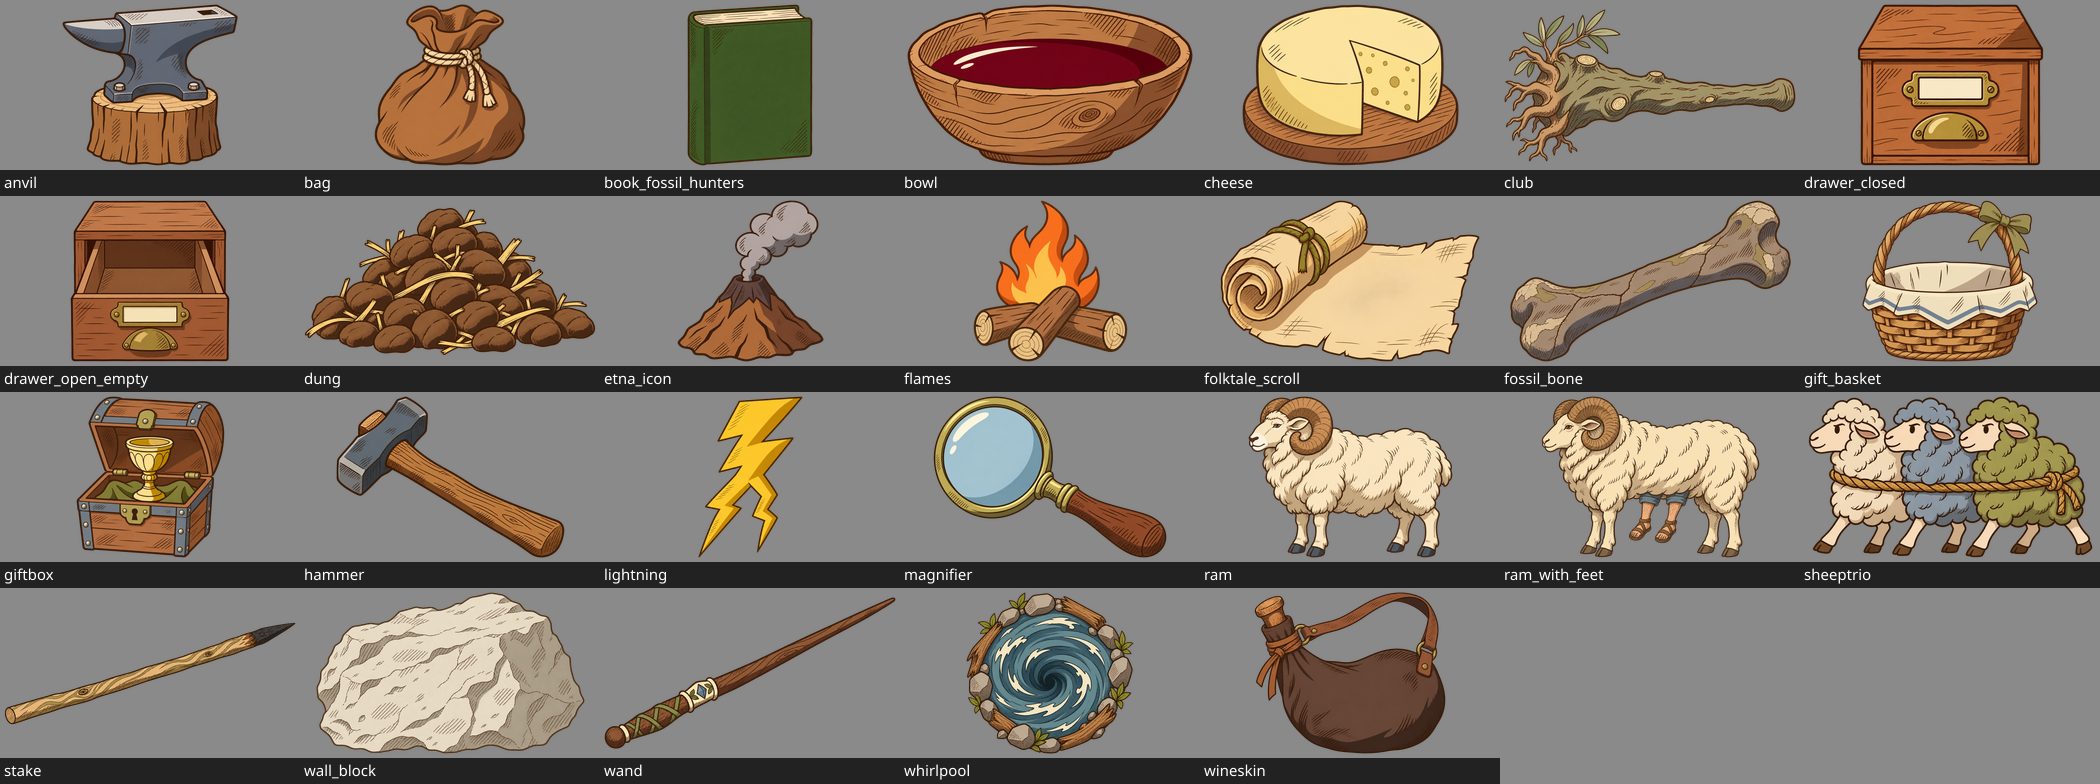 anvil
bag
book_fossil_hunters
bowl
cheese
club
drawer_closed
drawer_open_empty
dung
etna_icon
flames
folktale_scroll
fossil_bone
gift_basket
giftbox
hammer
lightning
magnifier
ram
ram_with_feet
sheeptrio
stake
wall_block
wand
whirlpool
wineskin